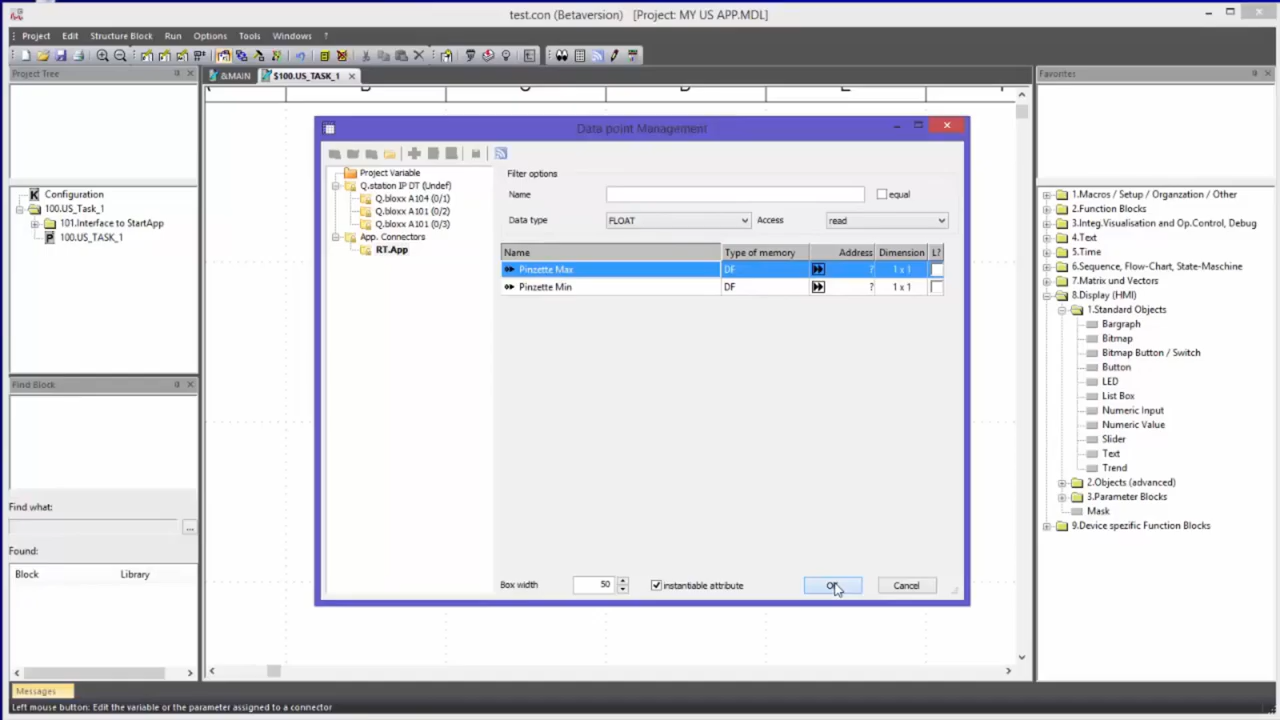 test.con (Betaversion) [Project: MY US APP.MDL]
Project Edit Structure Block Run Options Tools Windows ?
Project Tree
&MAIN
$100.US_TASK_1
Favorites
Configuration
100.US_Task_1
101.Interface to StartApp
100.US_TASK_1
Find Block
Find what:
...
Found:
Block Library
Messages
Left mouse button: Edit the variable or the parameter assigned to a connector
Data point Management
Project Variable
Q.station IP DT (Undef)
Q.bloxx A104 (0/1)
Q.bloxx A101 (0/2)
Q.bloxx A101 (0/3)
App. Connectors
RT.App
Filter options
Name equal
Data type FLOAT Access read
Name Type of memory Address Dimension L?
Pinzette Max DF ? 1 x 1
Pinzette Min DF ? 1 x 1
Box width 50 instantiable attribute Cancel
1.Macros / Setup / Organzation / Other
2.Function Blocks
3.Integ.Visualisation and Op.Control, Debug
4.Text
5.Time
6.Sequence, Flow-Chart, State-Maschine
7.Matrix und Vectors
8.Display (HMI)
1.Standard Objects
Bargraph
Bitmap
Bitmap Button / Switch
Button
LED
List Box
Numeric Input
Numeric Value
Slider
Text
Trend
2.Objects (advanced)
3.Parameter Blocks
Mask
9.Device spezific Function Blocks